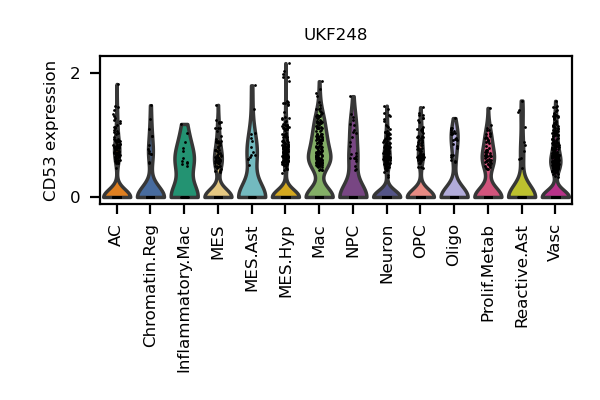 UKF248
CD53 expression
2
0
AC
Chromatin.Reg
Inflammatory.Mac
MES
MES.Ast
MES.Hyp
Mac
NPC
Neuron
OPC
Oligo
Prolif.Metab
Reactive.Ast
Vasc